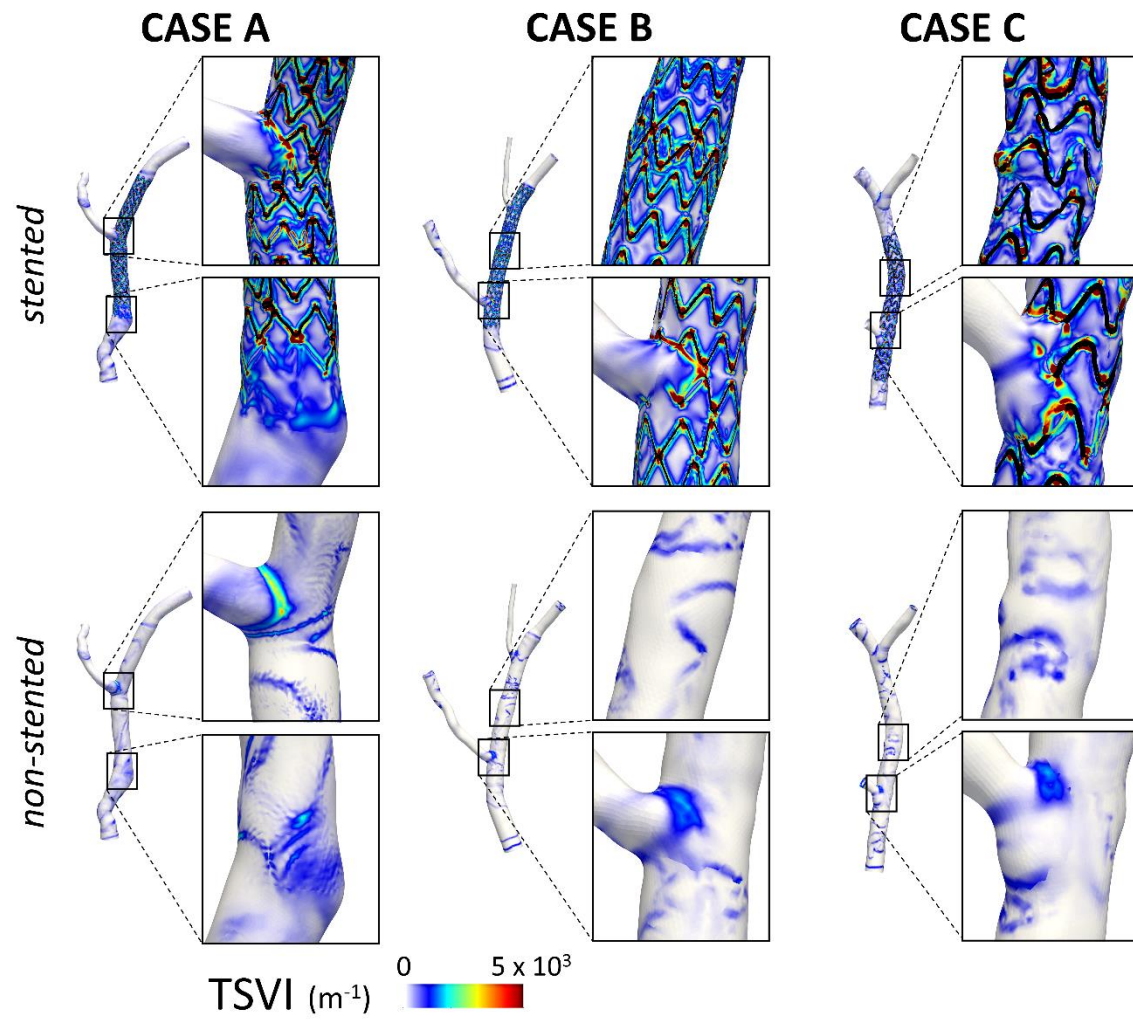 CASE A
CASE B
CASE C
stented
non-stented
0
5 x 10³
TSVI (m⁻¹)